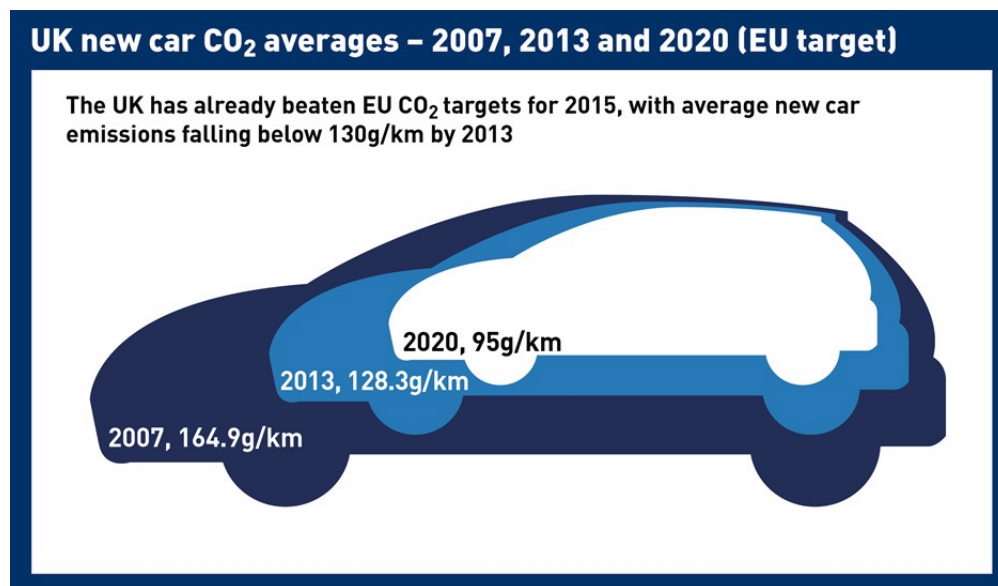 UK new car CO₂ averages – 2007, 2013 and 2020 (EU target)
The UK has already beaten EU CO₂ targets for 2015, with average new car
emissions falling below 130g/km by 2013
2020, 95g/km
2013, 128.3g/km
2007, 164.9g/km